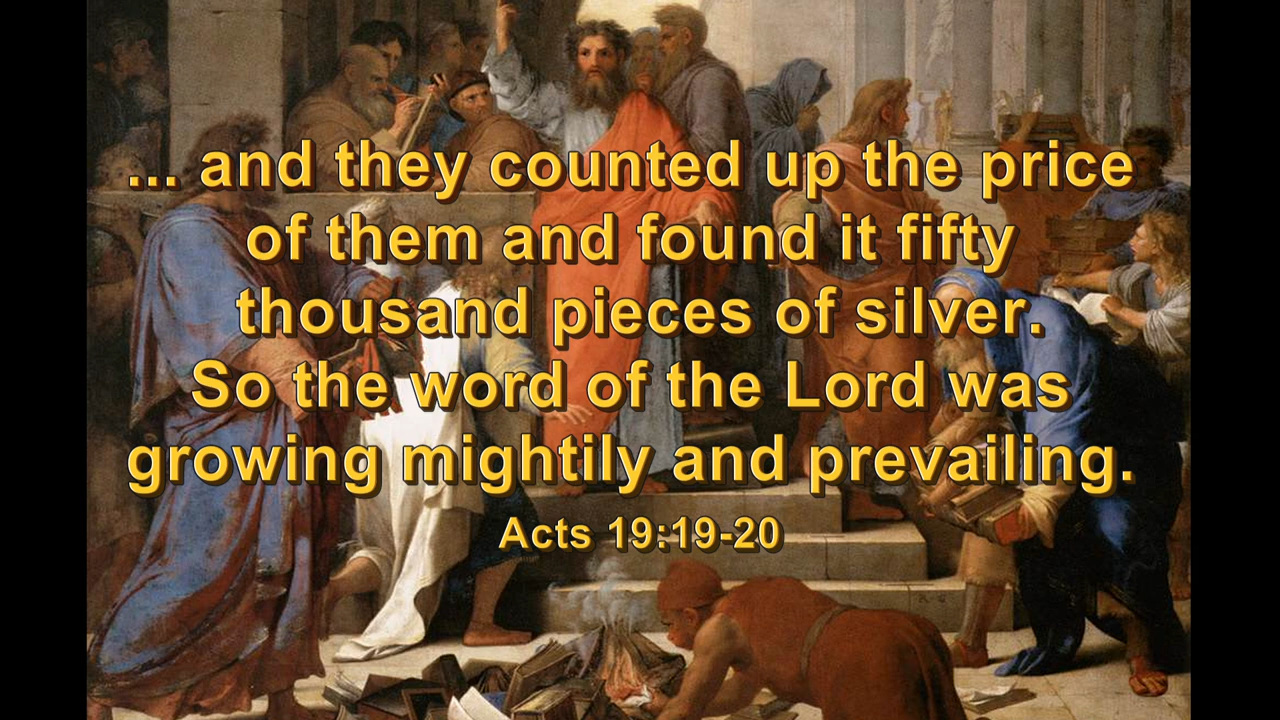 ... and they counted up the price
of them and found it fifty
thousand pieces of silver.
So the word of the Lord was
growing mightily and prevailing.
Acts 19:19-20